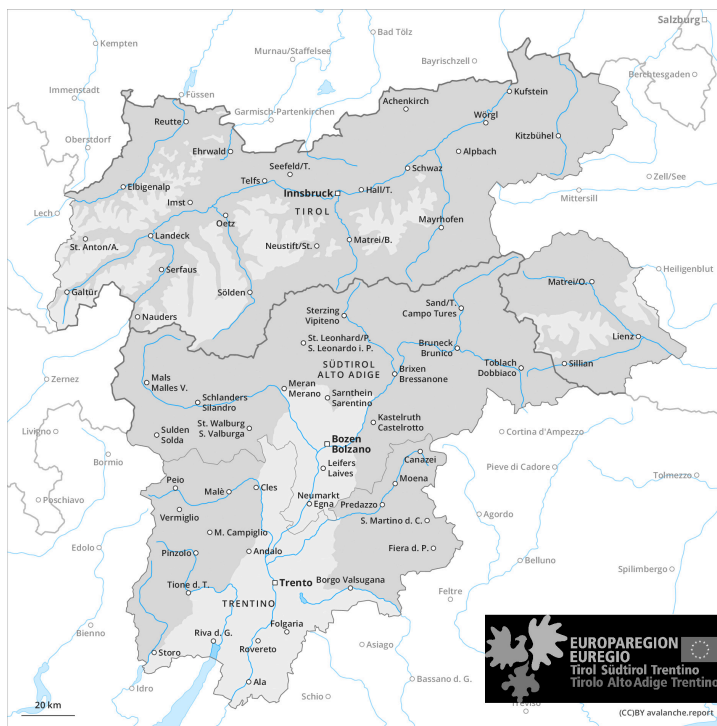 Salzburg
Kempten
Bad Tölz
Murnau/Staffelsee
Bayrischzell
Berchtesgaden
Immenstadt
Füssen
Kufstein
Achenkirch
Garmisch-Partenkirchen
Wörgl
Reutte
Oberstdorf
Kitzbühel
Ehrwald
Alpbach
Seefeld/T.
Schwaz
Telfs
Zell/See
Elbigenalp
Innsbruck
Hall/T.
Mittersill
Imst
TIROL
Lech
Oetz
Mayrhofen
Landeck
St. Anton/A.
Neustift/St.
Matrei/B.
Serfaus
Heiligenblut
Matrei/O.
Galtür
Sölden
Nauders
Sterzing
Vipiteno
Sand/T.
Campo Tures
St. Leonhard/P.
S. Leonardo i. P.
Lienz
Bruneck
Brunico
SÜDTIROL
ALTO ADIGE
Toblach
Dobbiaco
Sillian
Brixen
Bressanone
Zernez
Mals
Malles V.
Meran
Merano
Sarnthein
Sarentino
Schlanders
Silandro
St. Walburg
S. Valburga
Kastelruth
Castelrotto
Livigno
Sulden
Solda
Bozen
Bolzano
Cortina d'Ampezzo
Bormio
Canazei
Leifers
Laives
Pieve di Cadore
Tolmezzo
Peio
Malè
Cles
Moena
Poschiavo
Neumarkt
Egna
Predazzo
Vermiglio
Agordo
S. Martino d. C.
M. Campiglio
Edolo
Pinzolo
Andalo
Fiera d. P.
Belluno
Spilimbergo
Tione d. T.
Trento
Borgo Valsugana
Feltre
TRENTINO
Bienno
Folgaria
Riva d. G.
Rovereto
Asiago
Storo
EUROPAREGION
EUREGIO
Tirol Südtirol Trentino
Tirolo Alto Adige Trentino
Idro
Ala
Bassano d. G.
Schio
Treviso
20 km
(CC)BY avalanche.report